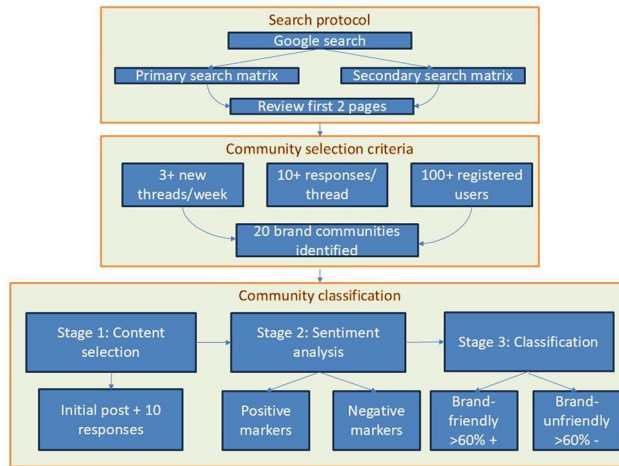 Search protocol
Google search
Primary search matrix
Secondary search matrix
Review first 2 pages
Community selection criteria
3+ new
threads/week
10+ responses/
thread
100+ registered
users
20 brand communities
identified
Community classification
Stage 1: Content
selection
Stage 2: Sentiment
analysis
Stage 3: Classification
Initial post + 10
responses
Positive
markers
Negative
markers
Brand-
friendly
>60% +
Brand-
unfriendly
>60% -